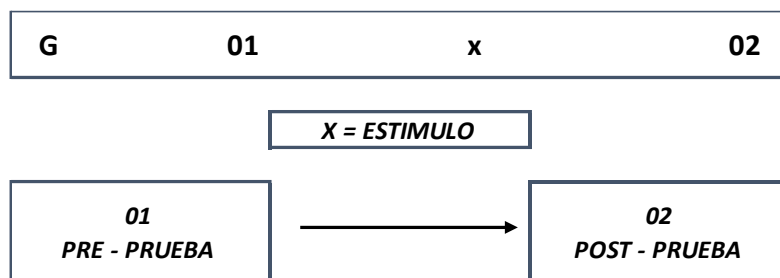 G 01 x 02
X = ESTIMULO
01
PRE - PRUEBA
02
POST - PRUEBA